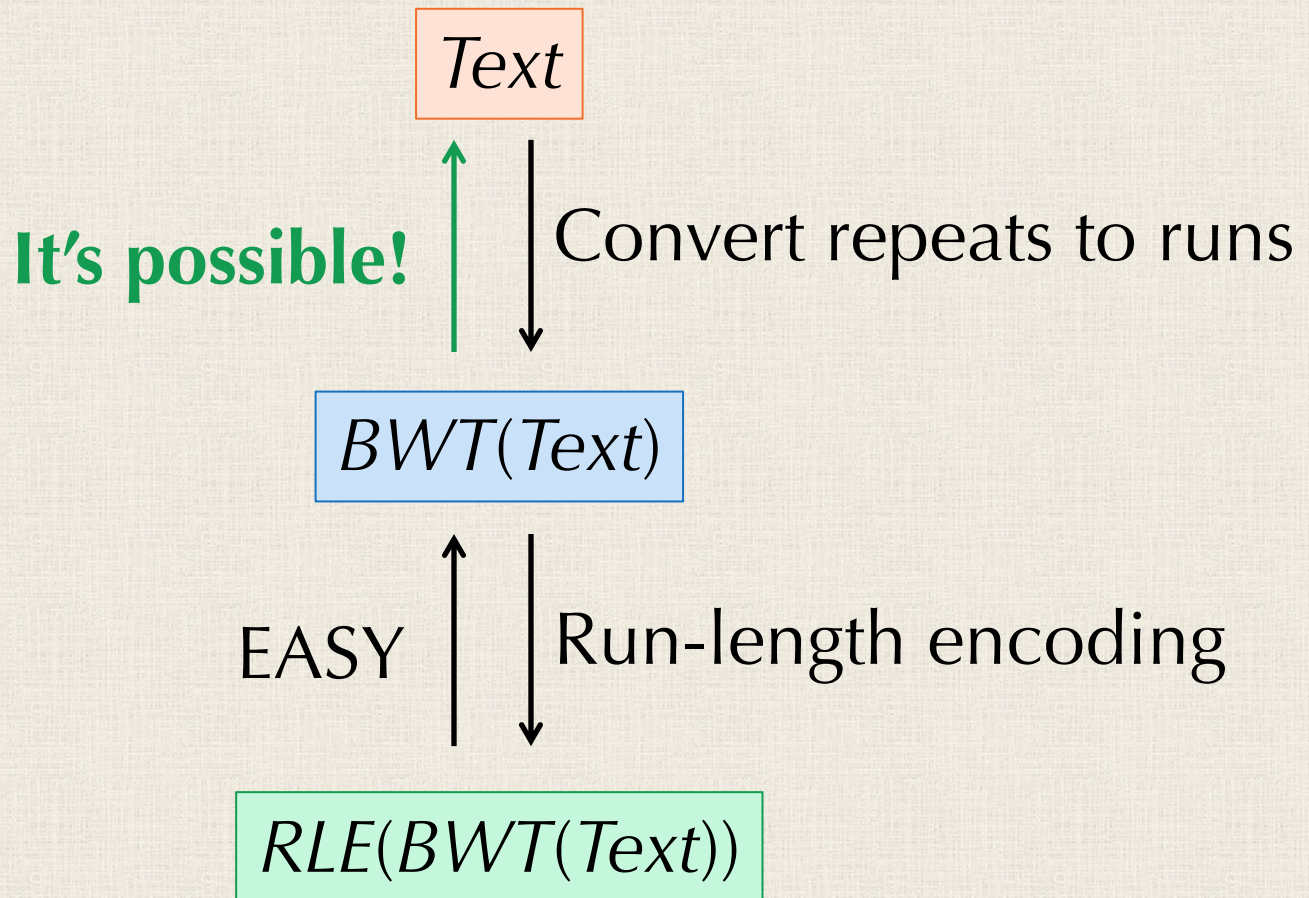 Text
It’s possible!
Convert repeats to runs
BWT(Text)
EASY
Run-length encoding
RLE(BWT(Text))